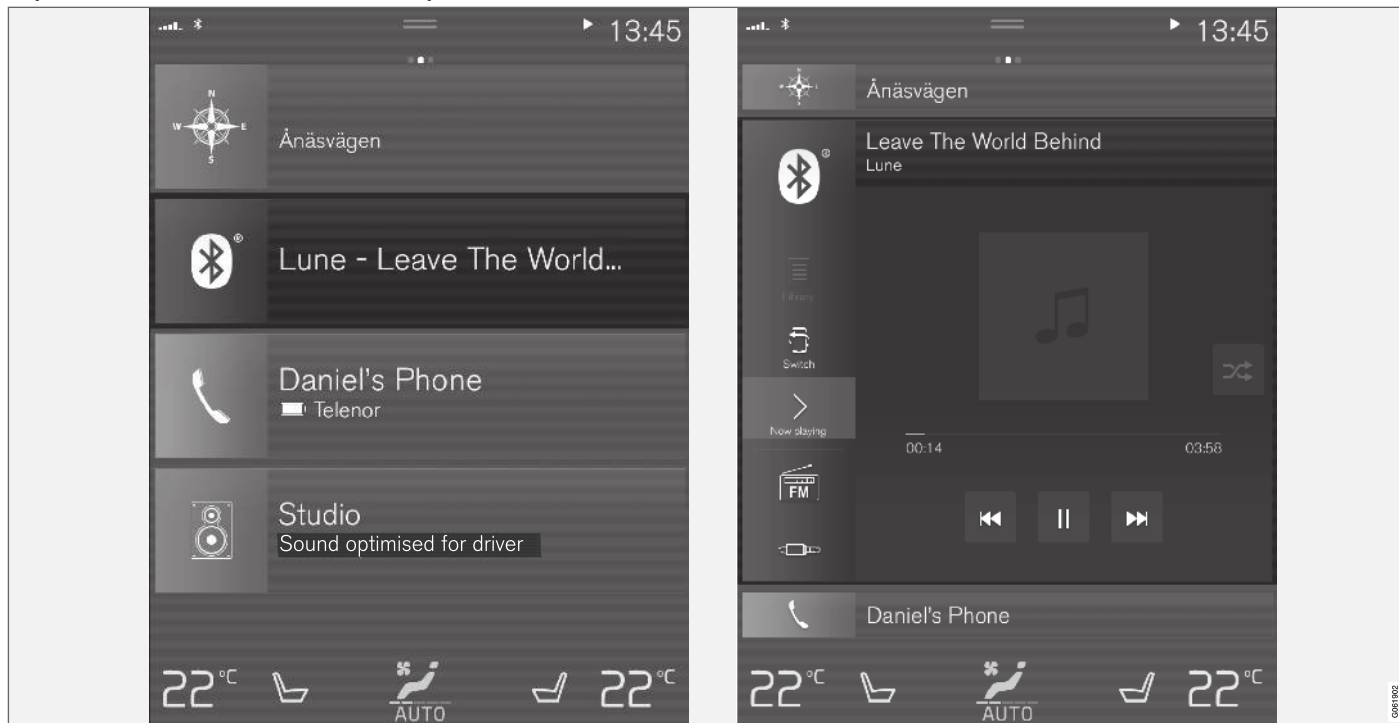 13:45
N
W E
S
Ånäsvägen
®
Lune - Leave The World...
Daniel's Phone
Telenor
Studio
Sound optimised for driver
22°C
AUTO
22°C
13:45
Ånäsvägen
®
Leave The World Behind
Lune
Library
Switch
Now playing
00:14
03:58
FM
Daniel's Phone
22°C
AUTO
22°C
G061902